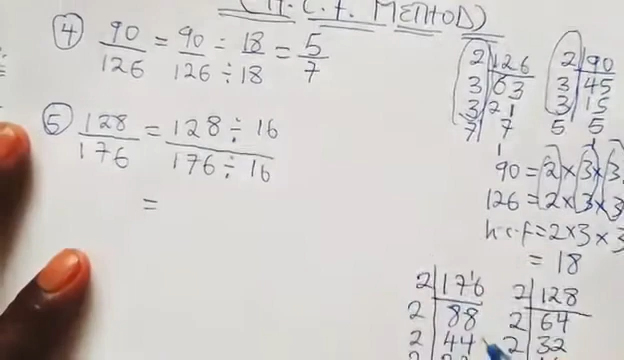 (H.C.F. METHOD)
④ 90/126 = 90 ÷ 18/126 ÷ 18 = 5/7
⑤ 128/176 = 128 ÷ 16/176 ÷ 16
=
2 | 126
3 | 63
3 | 21
7 | 7
1
2 | 90
3 | 45
3 | 15
5 | 5
1
90 = 2 × 3 × 3
126 = 2 × 3 × 3
h.c.f = 2 × 3 × 3
= 18
2 | 176
2 | 88
2 | 44
2 | 128
2 | 64
2 | 32